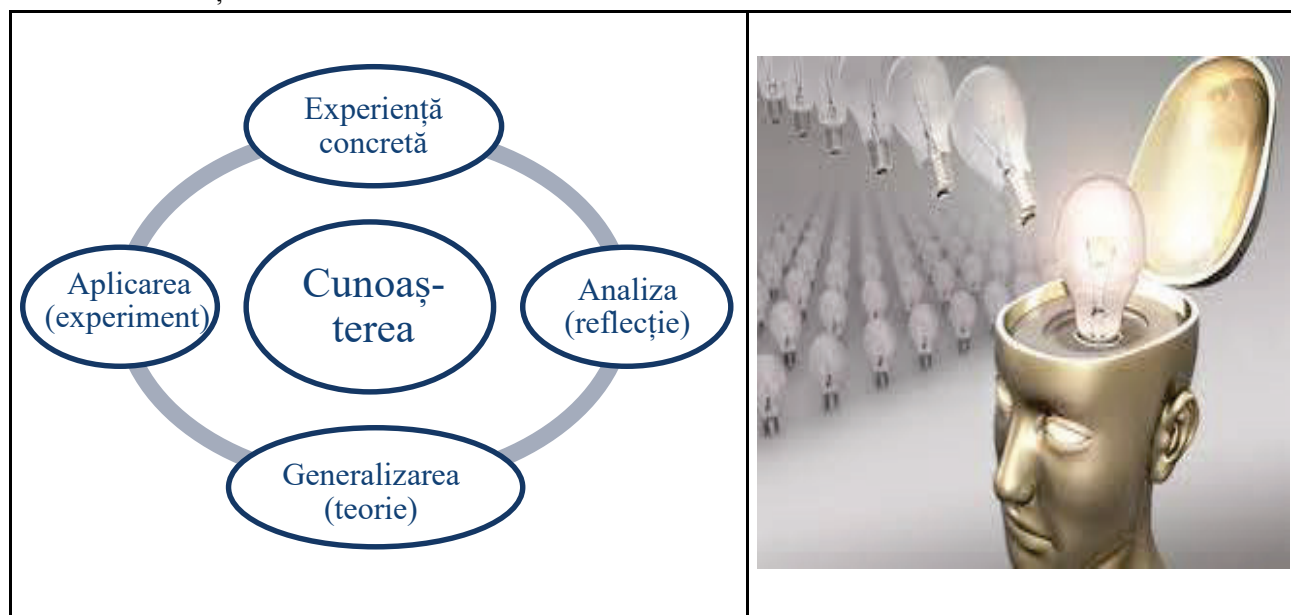 Experiență
concretă
Aplicarea
(experiment)
Cunoaș-
terea
Analiza
(reflecție)
Generalizarea
(teorie)